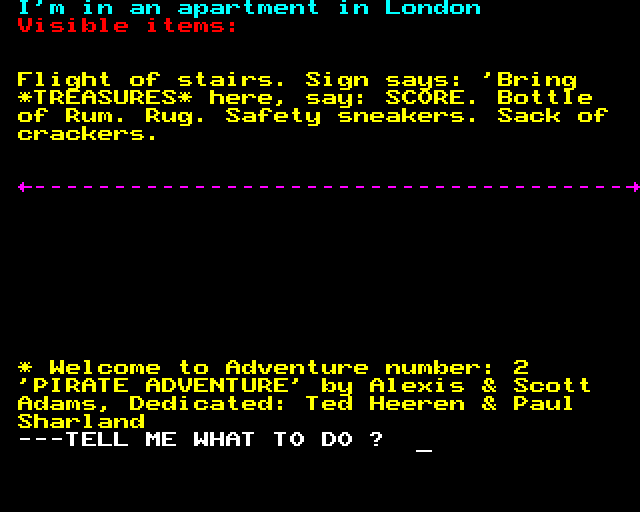 I'm in an apartment in London
Visible items:
Flight of stairs. Sign says: 'Bring
*TREASURES* here, say: SCORE. Bottle
of Rum. Rug. Safety sneakers. Sack of
crackers.
* Welcome to Adventure number: 2
'PIRATE ADVENTURE' by Alexis & Scott
Adams, Dedicated: Ted Heeren & Paul
Sharland
---TELL ME WHAT TO DO ? _